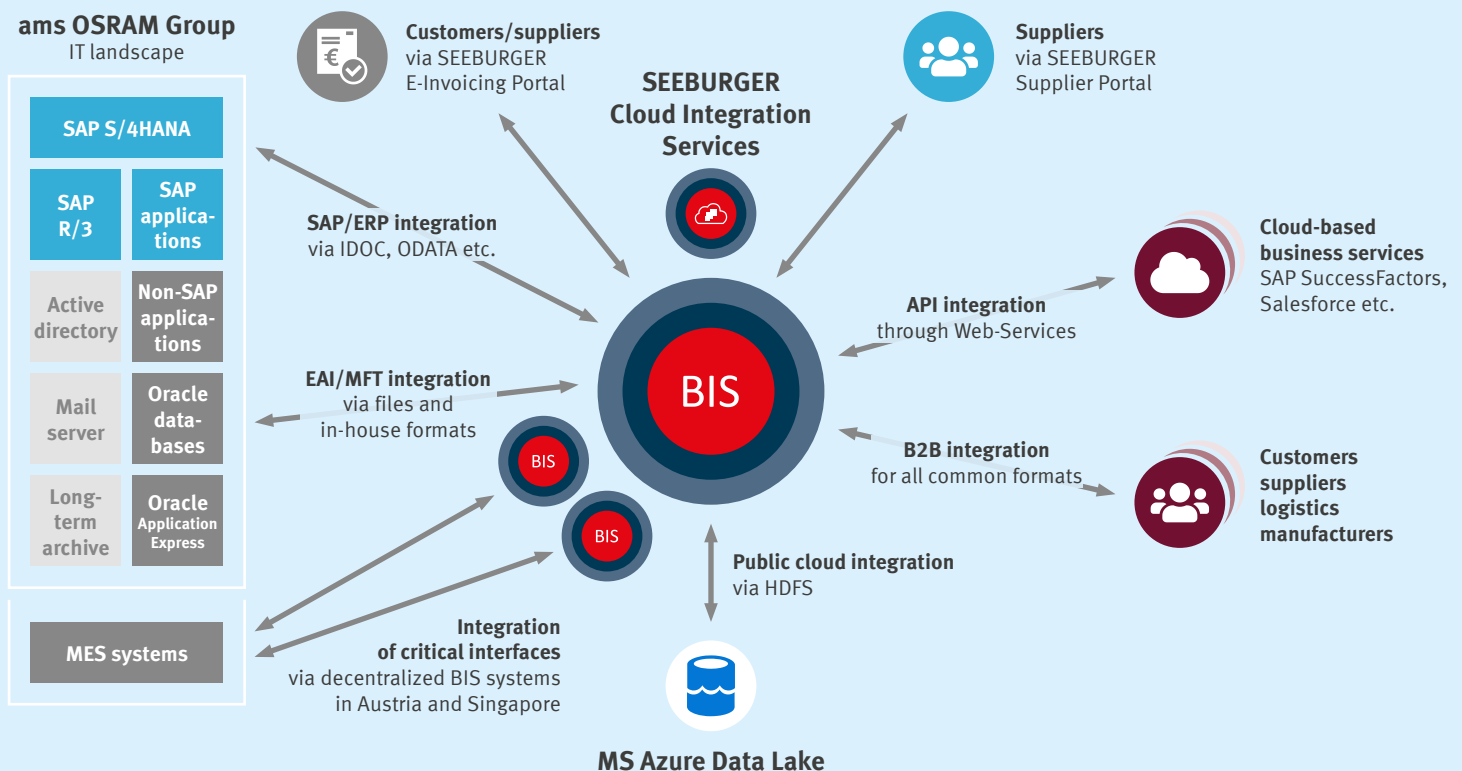 ams OSRAM Group
IT landscape
SAP S/4HANA
SAP
R/3
SAP
applica-
tions
Active
directory
Non-SAP
applica-
tions
Mail
server
Oracle
data-
bases
Long-
term
archive
Oracle
Application
Express
MES systems
Customers/suppliers
via SEEBURGER
E-Invoicing Portal
SEEBURGER
Cloud Integration
Services
Suppliers
via SEEBURGER
Supplier Portal
SAP/ERP integration
via IDOC, ODATA etc.
EAI/MFT integration
via files and
in-house formats
BIS
BIS
BIS
API integration
through Web-Services
Cloud-based
business services
SAP SuccessFactors,
Salesforce etc.
B2B integration
for all common formats
Customers
suppliers
logistics
manufacturers
Public cloud integration
via HDFS
Integration
of critical interfaces
via decentralized BIS systems
in Austria and Singapore
MS Azure Data Lake